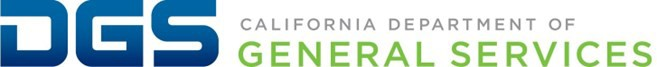 DGS
CALIFORNIA DEPARTMENT OF
GENERAL SERVICES